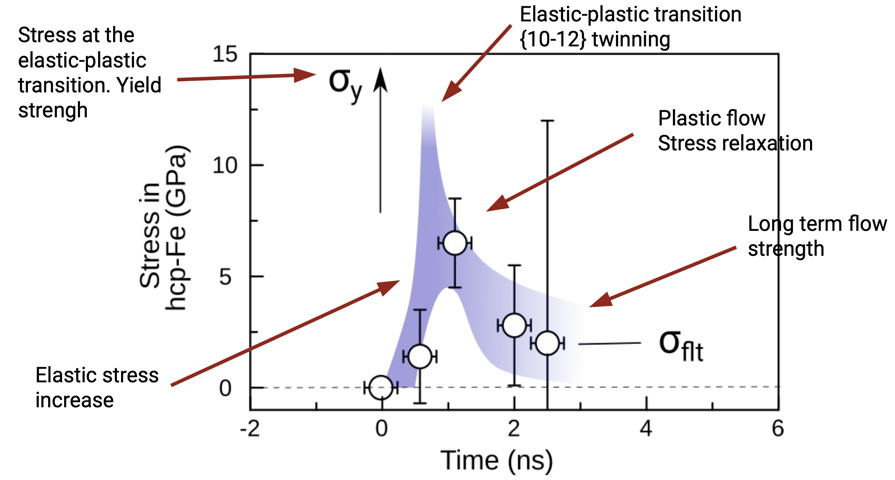 Elastic-plastic transition
{10-12} twinning
Stress at the
elastic-plastic
transition. Yield
strengh
σy
Plastic flow
Stress relaxation
Long term flow
strength
Elastic stress
increase
σflt
Stress in
hcp-Fe (GPa)
15
10
5
0
-2 0 2 4 6
Time (ns)